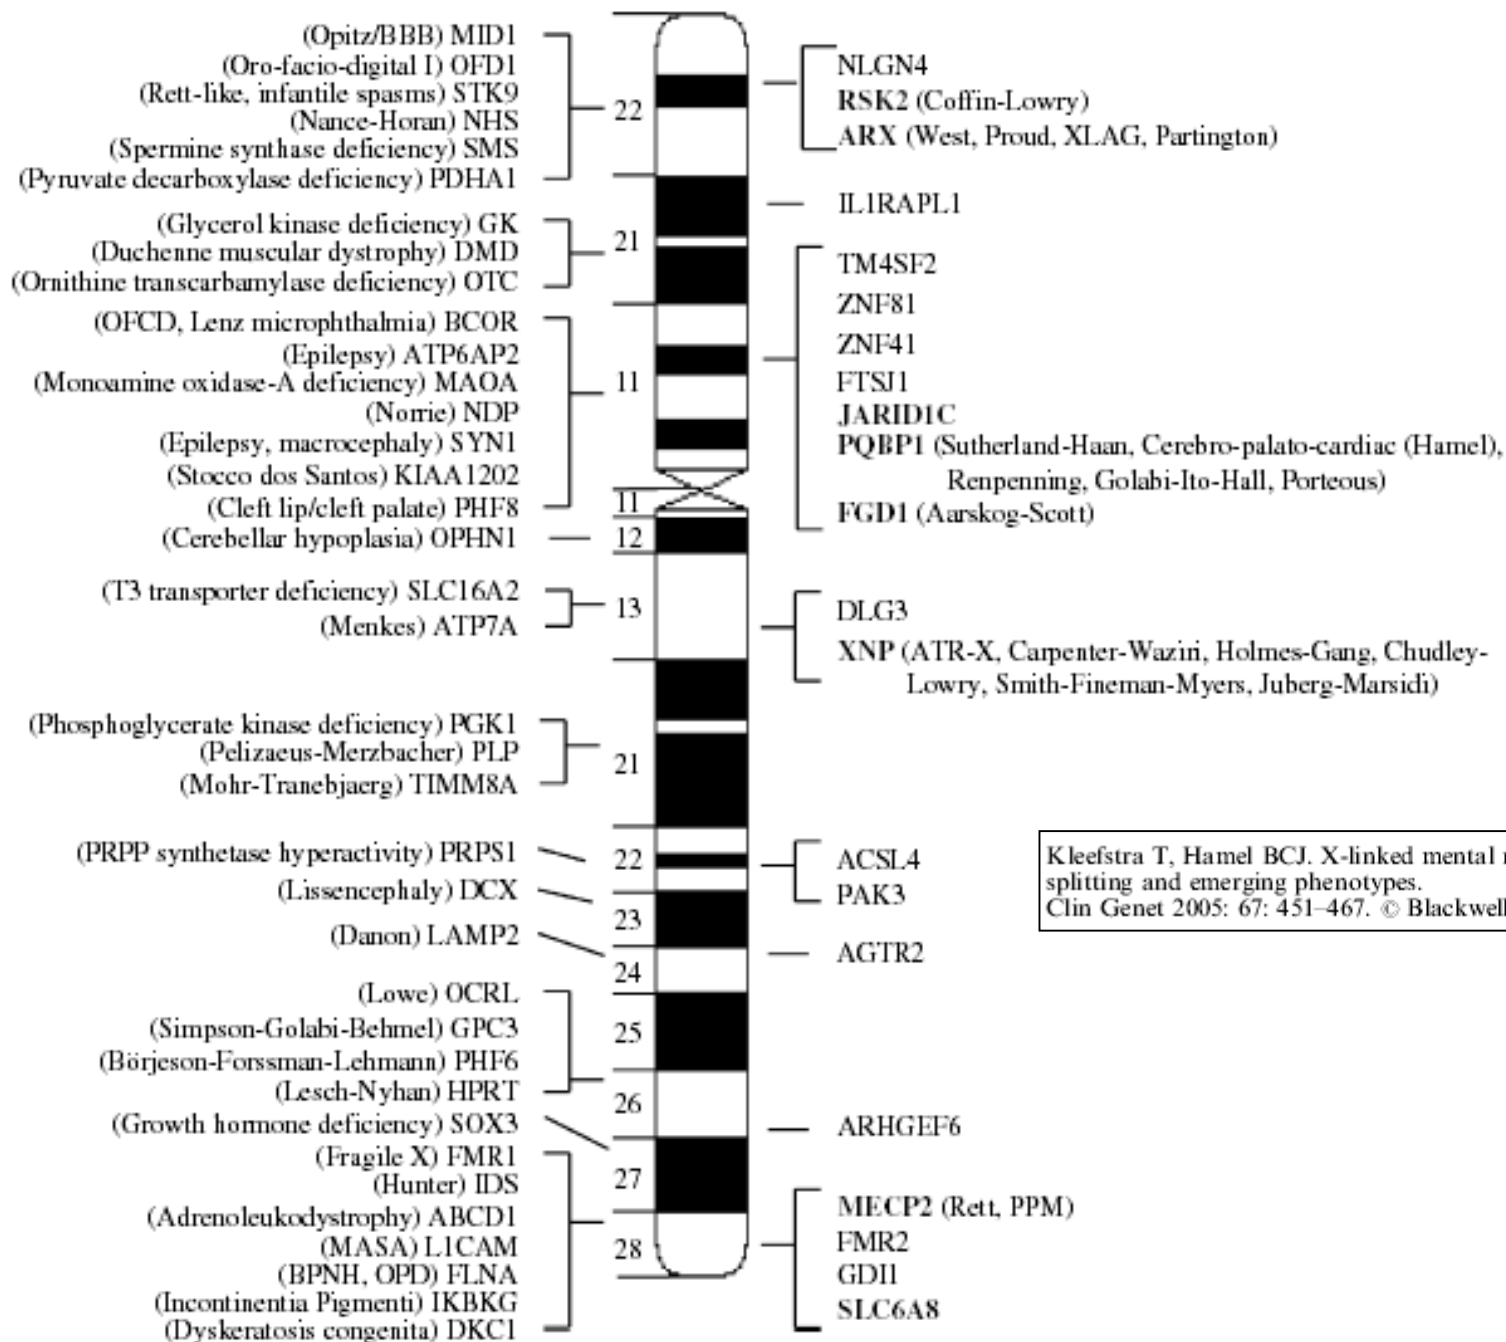 (Opitz/BBB) MID1
(Oro-facio-digital I) OFD1
(Rett-like, infantile spasms) STK9
(Nance-Horan) NHS
(Spermine synthase deficiency) SMS
(Pyruvate decarboxylase deficiency) PDHA1
(Glycerol kinase deficiency) GK
(Duchenne muscular dystrophy) DMD
(Ornithine transcarbamylase deficiency) OTC
(OFCD, Lenz microphthalmia) BCOR
(Epilepsy) ATP6AP2
(Monoamine oxidase-A deficiency) MAOA
(Norrie) NDP
(Epilepsy, macrocephaly) SYN1
(Stocco dos Santos) KIAA1202
(Cleft lip/cleft palate) PHF8
(Cerebellar hypoplasia) OPHN1
(T3 transporter deficiency) SLC16A2
(Menkes) ATP7A
(Phosphoglycerate kinase deficiency) PGK1
(Pelizaeus-Merzbacher) PLP
(Mohr-Tranebjaerg) TIMM8A
(PRPP synthetase hyperactivity) PRPS1
(Lissencephaly) DCX
(Danon) LAMP2
(Lowe) OCRL
(Simpson-Golabi-Behmel) GPC3
(Börjeson-Forssman-Lehmann) PHF6
(Lesch-Nyhan) HPRT
(Growth hormone deficiency) SOX3
(Fragile X) FMR1
(Hunter) IDS
(Adrenoleukodystrophy) ABCD1
(MASA) L1CAM
(BPNH, OPD) FLNA
(Incontinentia Pigmenti) IKBKG
(Dyskeratosis congenita) DKC1
22
21
11
11
12
13
21
22
23
24
25
26
27
28
NLGN4
RSK2 (Coffin-Lowry)
ARX (West, Proud, XLAG, Partington)
IL1RAPL1
TM4SF2
ZNF81
ZNF41
FTSJ1
JARID1C
PQBP1 (Sutherland-Haan, Cerebro-palato-cardiac (Hamel),
Renpenning, Golabi-Ito-Hall, Porteous)
FGD1 (Aarskog-Scott)
DLG3
XNP (ATR-X, Carpenter-Waziri, Holmes-Gang, Chudley-
Lowry, Smith-Fineman-Myers, Juberg-Marsidi)
ACSL4
PAK3
AGTR2
ARHGEF6
MECP2 (Rett, PPM)
FMR2
GDI1
SLC6A8
Kleefstra T, Hamel BCJ. X-linked mental
splitting and emerging phenotypes.
Clin Genet 2005: 67: 451–467. © Blackwell